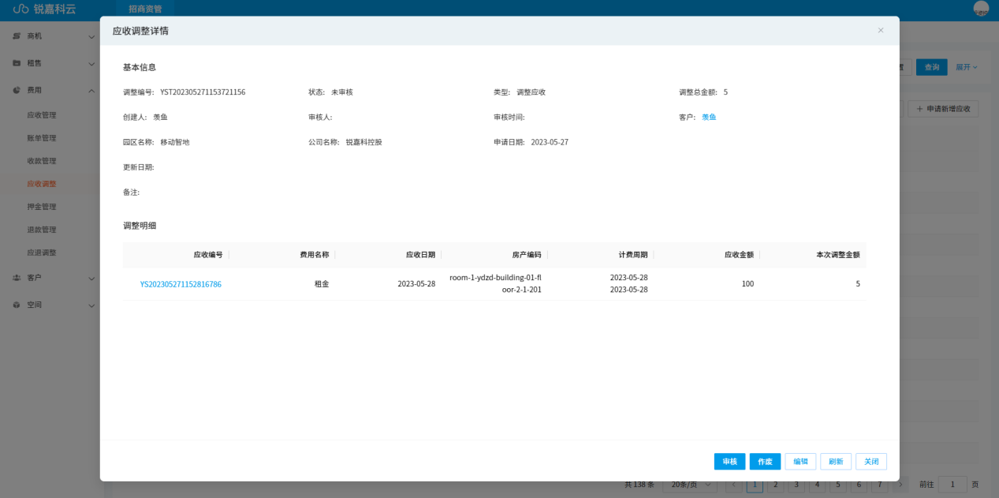 锐嘉科云
招商资管
商机
租售
费用
应收管理
账单管理
收款管理
应收调整
押金管理
退款管理
应退调整
客户
空间
查询
展开
申请新增应收
应收调整详情
基本信息
调整编号: YST202305271153721156
状态: 未审核
类型: 调整应收
调整总金额: 5
创建人: 羡鱼
审核人:
审核时间:
客户: 羡鱼
园区名称: 移动智地
公司名称: 锐嘉科控股
申请日期: 2023-05-27
更新日期:
备注:
调整明细
应收编号 费用名称 应收日期 房产编码 计费周期 应收金额 本次调整金额
YS202305271152816786 租金 2023-05-28 room-1-ydzd-building-01-fl 2023-05-28 100 5
oor-2-1-201 2023-05-28
审核 作废 编辑 刷新 关闭
共 138 条 20条/页 1 2 3 4 5 6 7 前往 1 页